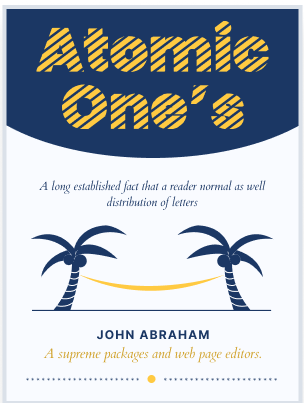 Atomic
One's
A long established fact that a reader normal as well
distribution of letters
JOHN ABRAHAM
A supreme packages and web page editors.